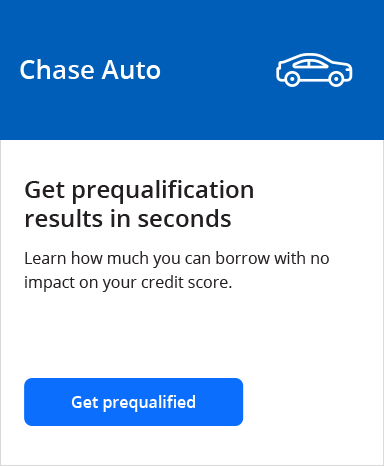 Chase Auto
Get prequalification
results in seconds
Learn how much you can borrow with no
impact on your credit score.
Get prequalified